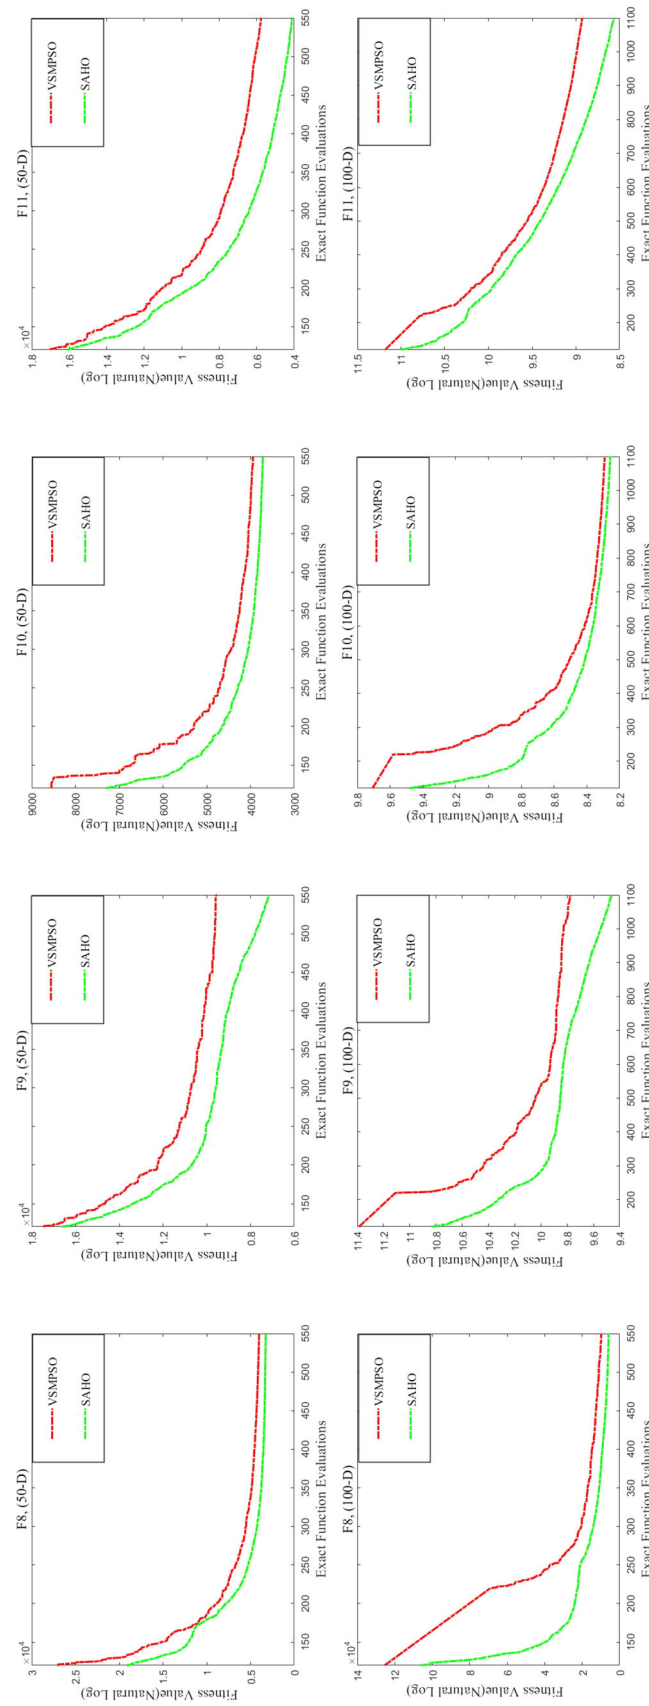 F8, (50-D)
×10⁴
Fitness Value(Natural Log)
3
2.5
2
1.5
1
0.5
0
VSMPSO
SAHO
150 200 250 300 350 400 450 500 550
Exact Function Evaluations
F9, (50-D)
×10⁴
Fitness Value(Natural Log)
1.8
1.6
1.4
1.2
1
0.8
0.6
VSMPSO
SAHO
150 200 250 300 350 400 450 500 550
Exact Function Evaluations
F10, (50-D)
Fitness Value(Natural Log)
9000
8000
7000
6000
5000
4000
3000
VSMPSO
SAHO
150 200 250 300 350 400 450 500 550
Exact Function Evaluations
F11, (50-D)
×10⁴
Fitness Value(Natural Log)
1.8
1.6
1.4
1.2
1
0.8
0.6
0.4
VSMPSO
SAHO
150 200 250 300 350 400 450 500 550
Exact Function Evaluations
F8, (100-D)
Fitness Value(Natural Log)
14
12
10
8
6
4
2
0
VSMPSO
SAHO
150 200 250 300 350 400 450 500 550
Exact Function Evaluations
F9, (100-D)
Fitness Value(Natural Log)
11.4
11.2
11
10.8
10.6
10.4
10.2
10
9.8
9.6
9.4
VSMPSO
SAHO
200 300 400 500 600 700 800 900 1000 1100
Exact Function Evaluations
F10, (100-D)
Fitness Value(Natural Log)
9.8
9.6
9.4
9.2
9
8.8
8.6
8.4
8.2
VSMPSO
SAHO
200 300 400 500 600 700 800 900 1000 1100
Exact Function Evaluations
F11, (100-D)
Fitness Value(Natural Log)
11.5
11
10.5
10
9.5
9
8.5
VSMPSO
SAHO
200 300 400 500 600 700 800 900 1000 1100
Exact Function Evaluations